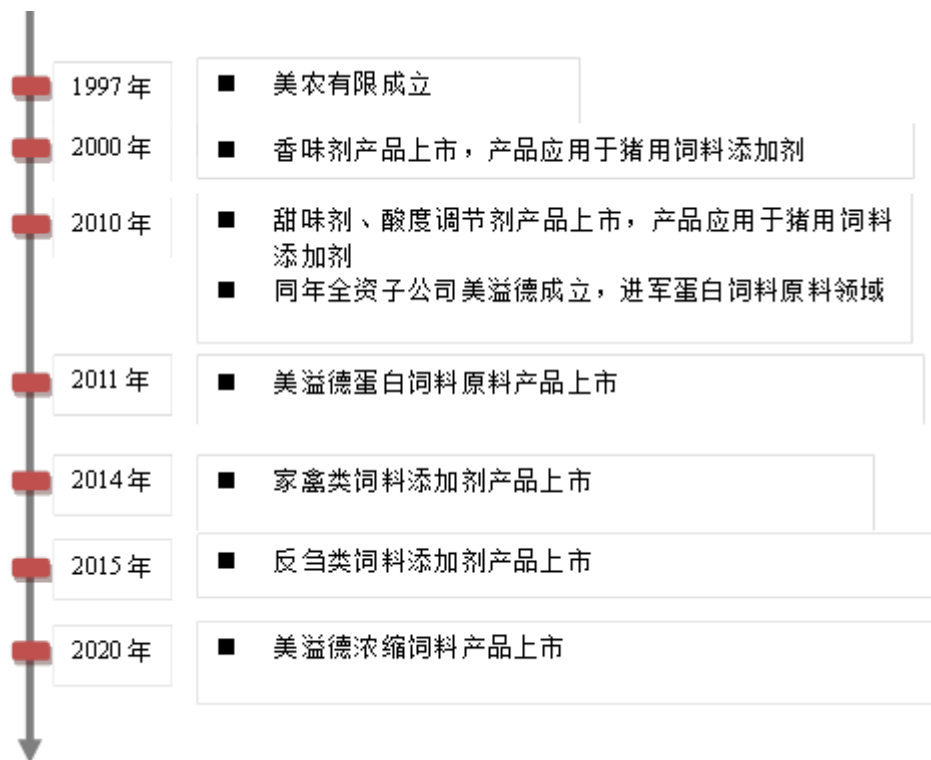 1997 年
■ 美农有限成立
2000 年
■ 香味剂产品上市，产品应用于猪用饲料添加剂
2010 年
■ 甜味剂、酸度调节剂产品上市，产品应用于猪用饲料
添加剂
■ 同年全资子公司美溢德成立，进军蛋白饲料原料领域
2011 年
■ 美溢德蛋白饲料原料产品上市
2014 年
■ 家禽类饲料添加剂产品上市
2015 年
■ 反刍类饲料添加剂产品上市
2020 年
■ 美溢德浓缩饲料产品上市